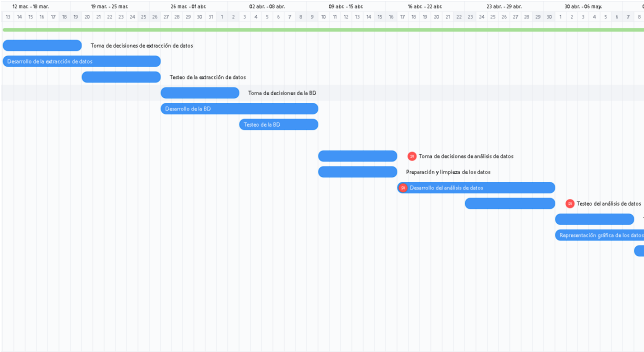 12 mar. - 18 mar. 19 mar. - 25 mar. 26 mar. - 01 abr. 02 abr. - 08 abr. 09 abr. - 15 abr. 16 abr. - 22 abr. 23 abr. - 29 abr. 30 abr. - 06 may.
13 14 15 16 17 18 19 20 21 22 23 24 25 26 27 28 29 30 31 1 2 3 4 5 6 7 8 9 10 11 12 13 14 15 16 17 18 19 20 21 22 23 24 25 26 27 28 29 30 1 2 3 4 5 6 7 8
Toma de decisiones de extracción de datos
Desarrollo de la extracción de datos
Testeo de la extracción de datos
Toma de decisiones de la BD
Desarrollo de la BD
Testeo de la BD
Toma de decisiones de análisis de datos
Preparación y limpieza de los datos
Desarrollo del análisis de datos
Testeo del análisis de datos
Representación gráfica de los datos